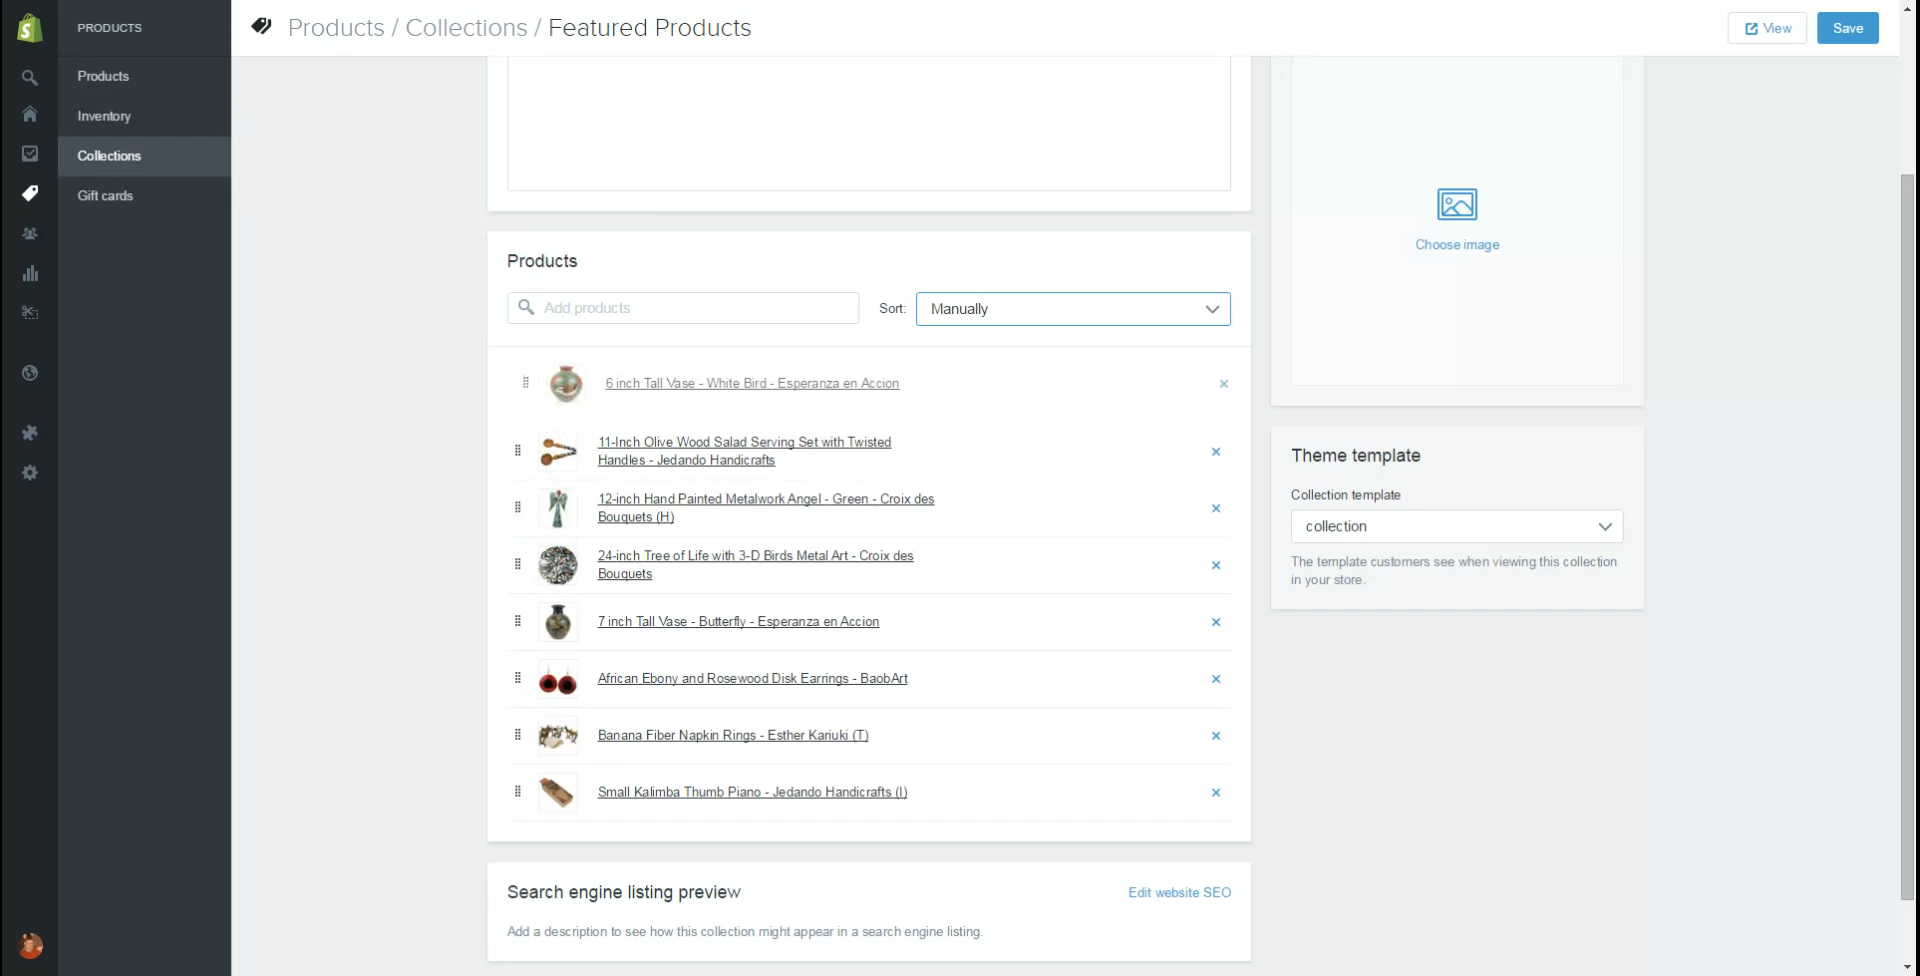 PRODUCTS
Products
Inventory
Collections
Gift cards
Products / Collections / Featured Products
View
Save
Choose image
Products
Add products
Sort:
Manually
6 inch Tall Vase - White Bird - Esperanza en Accion
11-Inch Olive Wood Salad Serving Set with Twisted
Handles - Jedando Handicrafts
12-inch Hand Painted Metalwork Angel - Green - Croix des
Bouquets (H)
24-inch Tree of Life with 3-D Birds Metal Art - Croix des
Bouquets
7 inch Tall Vase - Butterfly - Esperanza en Accion
African Ebony and Rosewood Disk Earrings - BaobArt
Banana Fiber Napkin Rings - Esther Kariuki (T)
Small Kalimba Thumb Piano - Jedando Handicrafts (I)
Theme template
Collection template
collection
The template customers see when viewing this collection
in your store.
Search engine listing preview
Edit website SEO
Add a description to see how this collection might appear in a search engine listing.